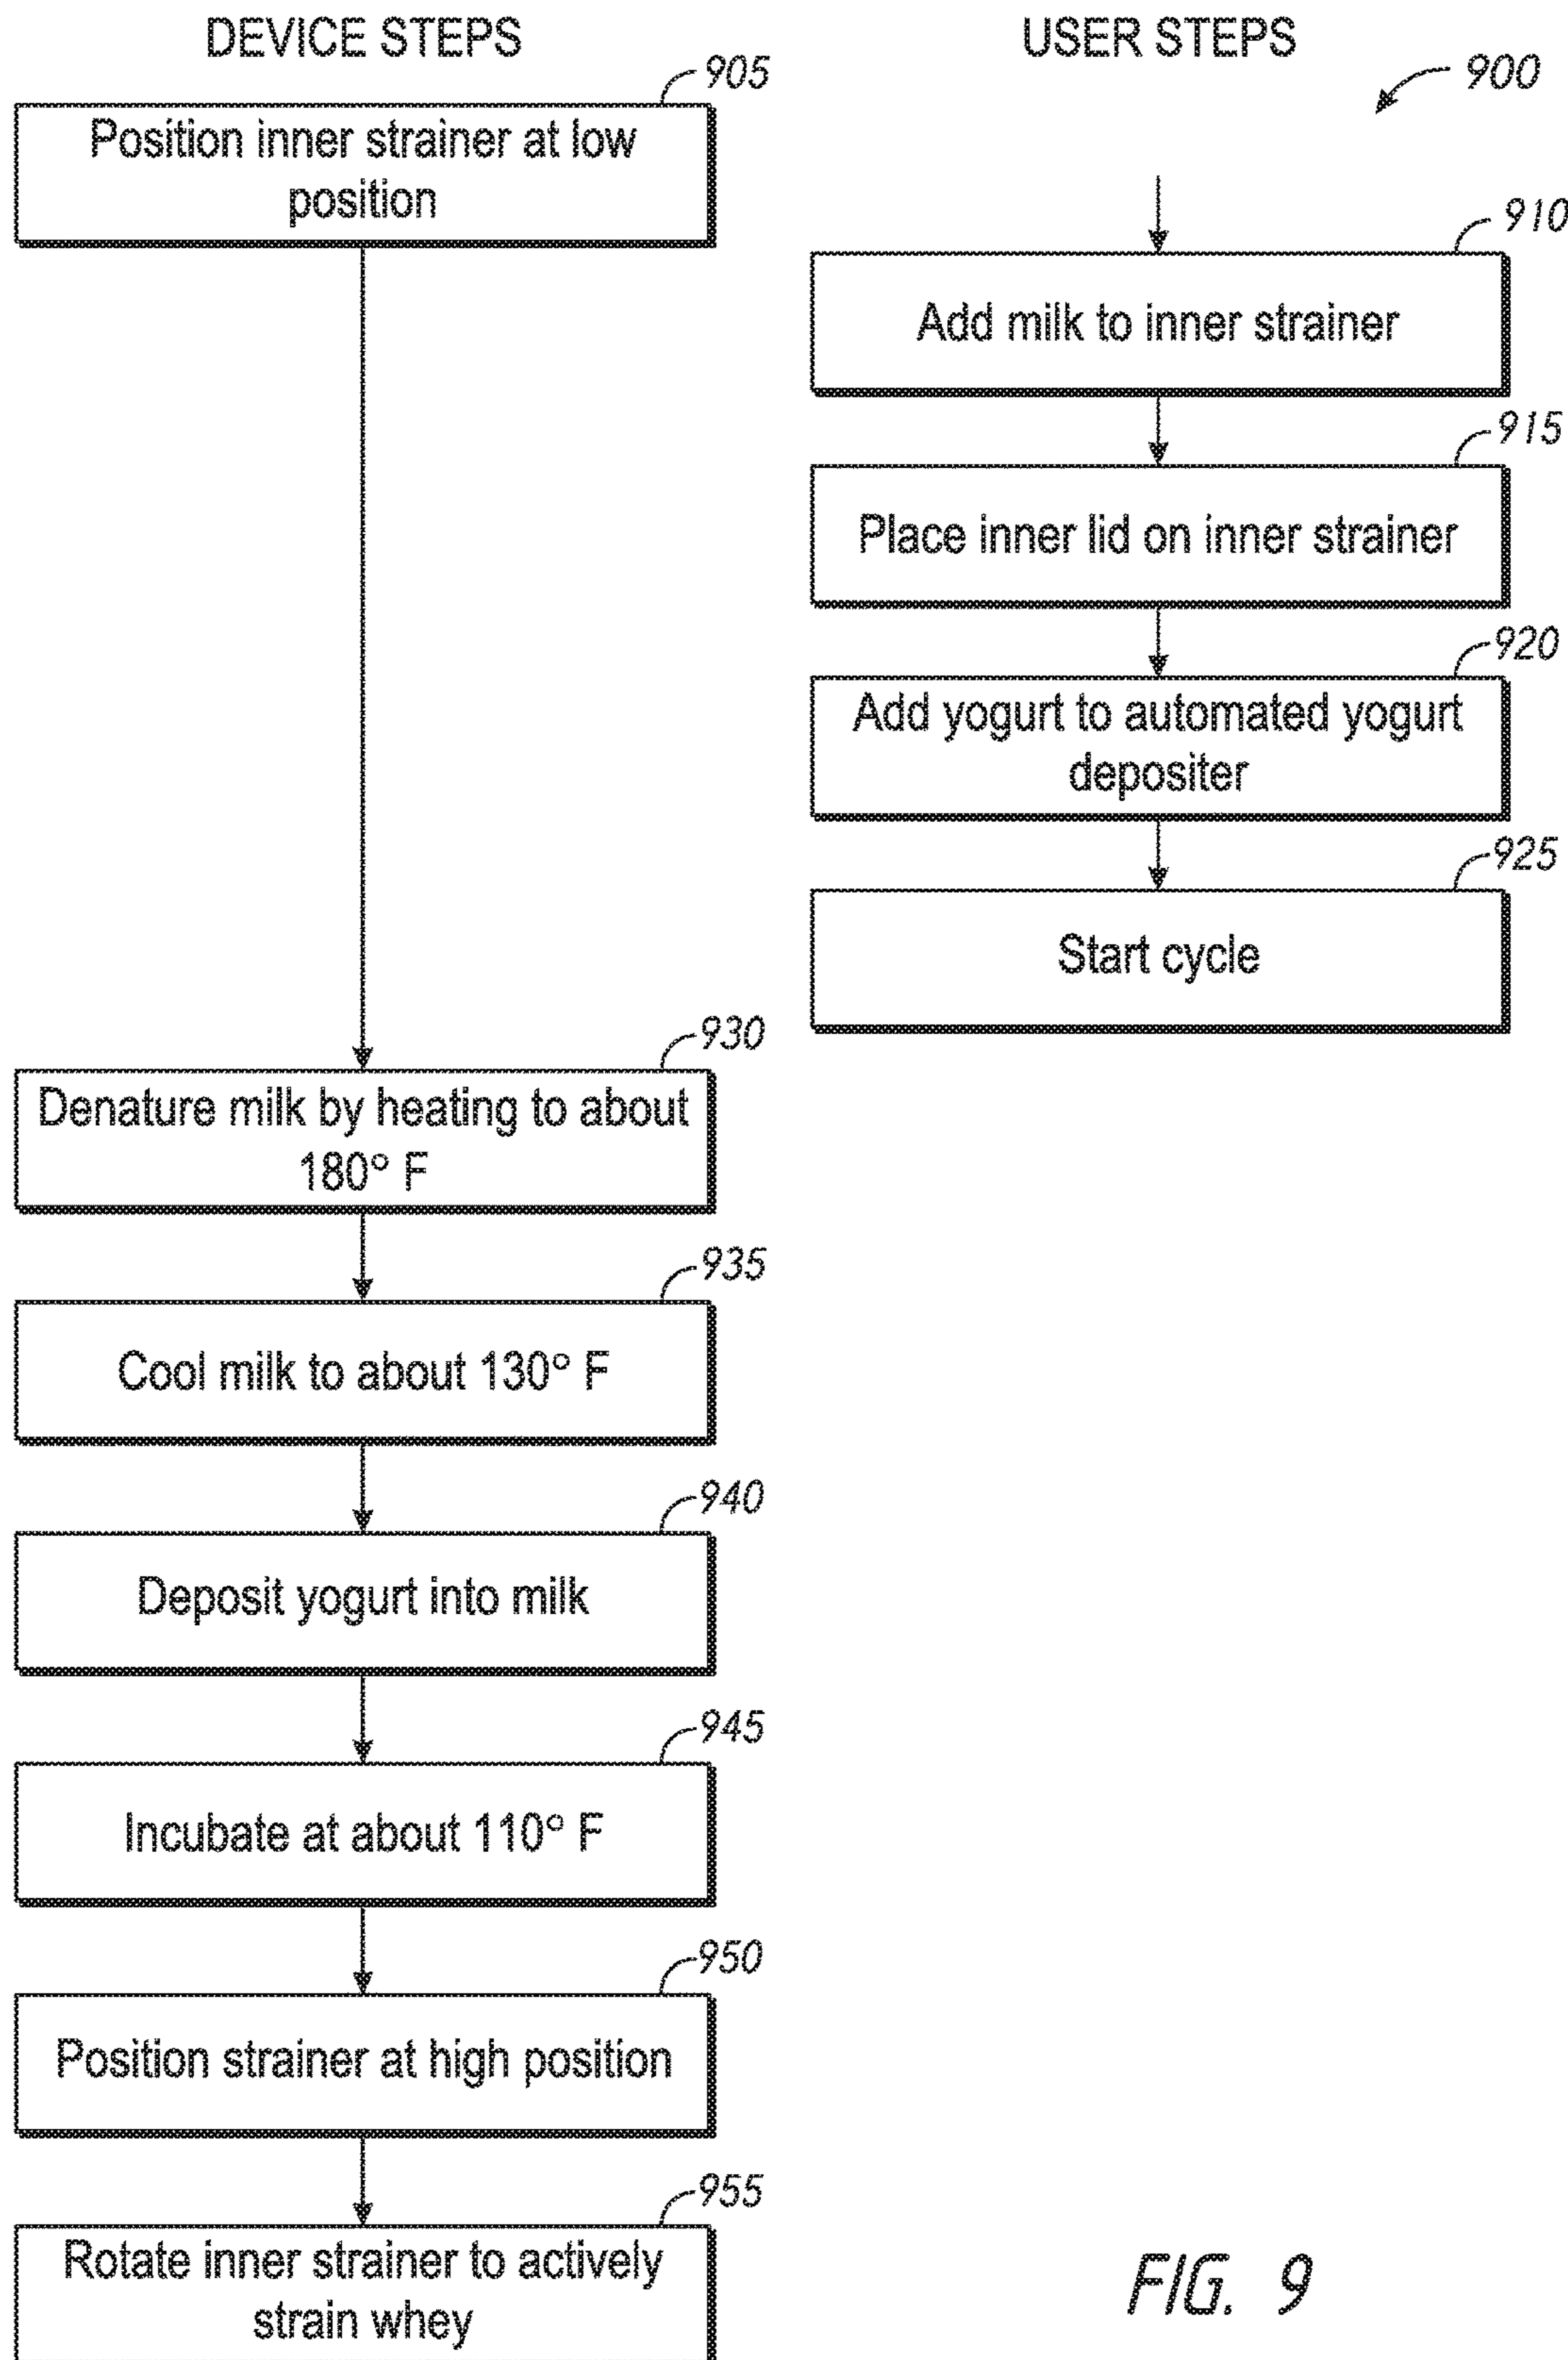 DEVICE STEPS
USER STEPS
900
905
Position inner strainer at low
position
910
Add milk to inner strainer
915
Place inner lid on inner strainer
920
Add yogurt to automated yogurt
depositer
925
Start cycle
930
Denature milk by heating to about
180° F
935
Cool milk to about 130° F
940
Deposit yogurt into milk
945
Incubate at about 110° F
950
Position strainer at high position
955
Rotate inner strainer to actively
strain whey
FIG. 9